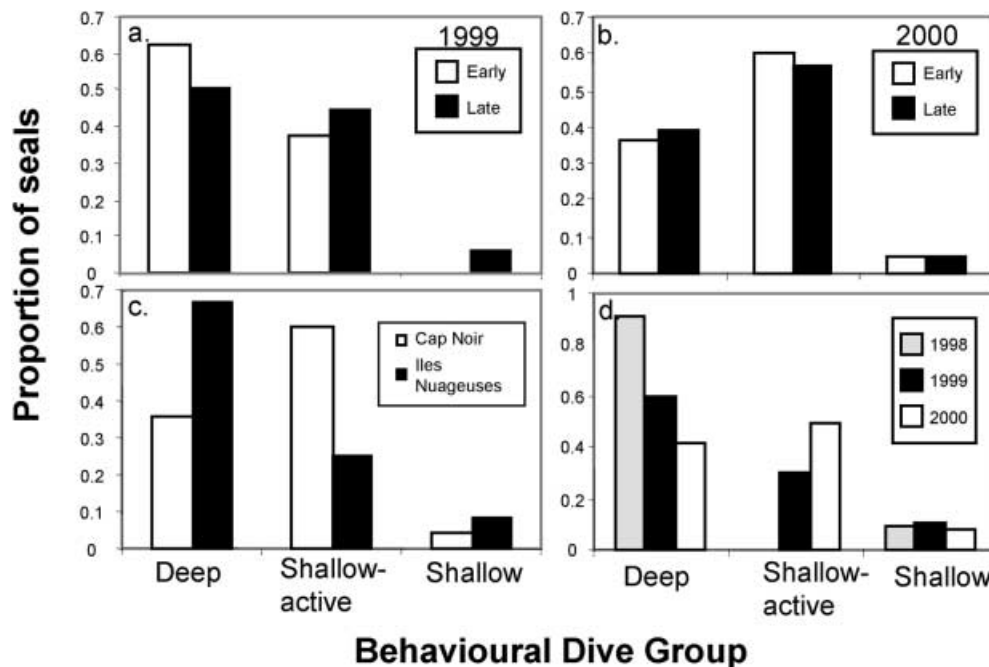 Proportion of seals
a.
1999
Early
Late
0.7
0.6
0.5
0.4
0.3
0.2
0.1
0
b.
2000
Early
Late
0.7
0.6
0.5
0.4
0.3
0.2
0.1
0
c.
Cap Noir
Iles
Nuageuses
0.7
0.6
0.5
0.4
0.3
0.2
0.1
0
Deep
Shallow-
active
Shallow
d.
1998
1999
2000
1
0.8
0.6
0.4
0.2
0
Deep
Shallow-
active
Shallow
Behavioural Dive Group